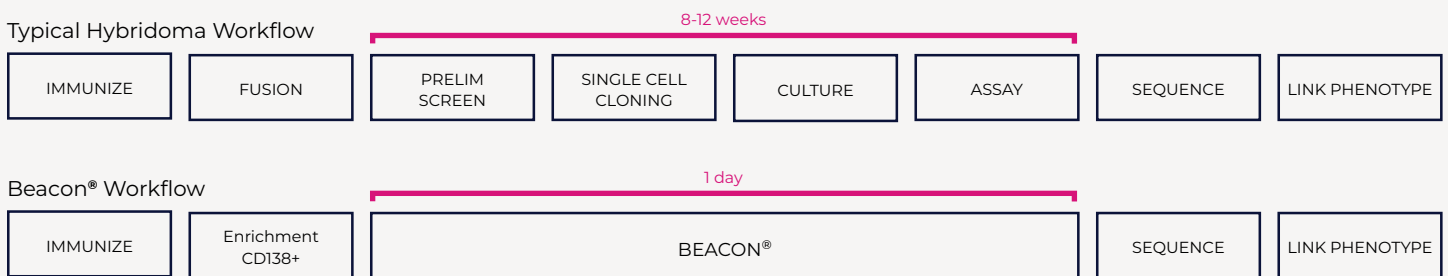 8-12 weeks
Typical Hybridoma Workflow
IMMUNIZE
FUSION
PRELIM
SCREEN
SINGLE CELL
CLONING
CULTURE
ASSAY
SEQUENCE
LINK PHENOTYPE
1 day
Beacon® Workflow
IMMUNIZE
Enrichment
CD138+
BEACON®
SEQUENCE
LINK PHENOTYPE